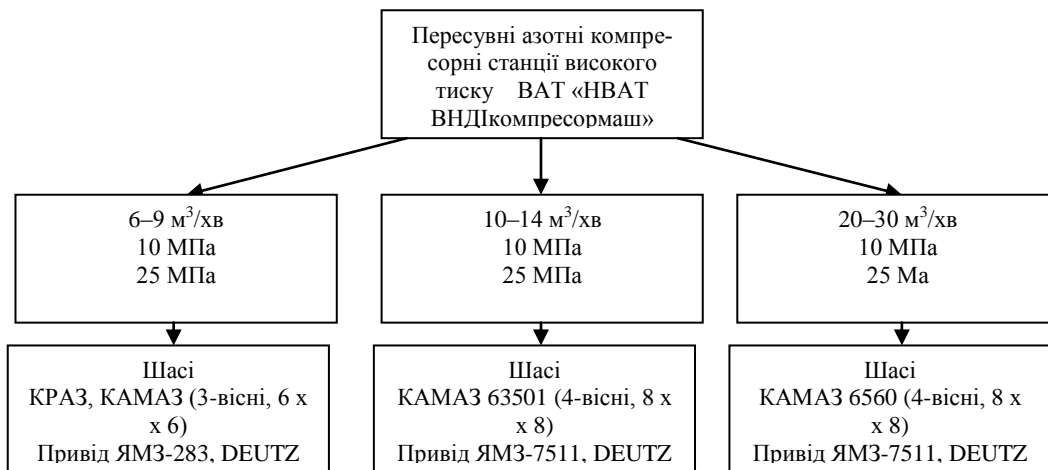 Пересувні азотні компре-
сорні станції високого
тиску ВАТ «НВАТ
ВНДІкомпресормаш»
6–9 м³/хв
10 МПа
25 МПа
10–14 м³/хв
10 МПа
25 МПа
20–30 м³/хв
10 МПа
25 Ма
Шасі
КРАЗ, КАМАЗ (3-вісні, 6 х
х 6)
Привід ЯМЗ-283, DEUTZ
Шасі
КАМАЗ 63501 (4-вісні, 8 х
х 8)
Привід ЯМЗ-7511, DEUTZ
Шасі
КАМАЗ 6560 (4-вісні, 8 х
х 8)
Привід ЯМЗ-7511, DEUTZ